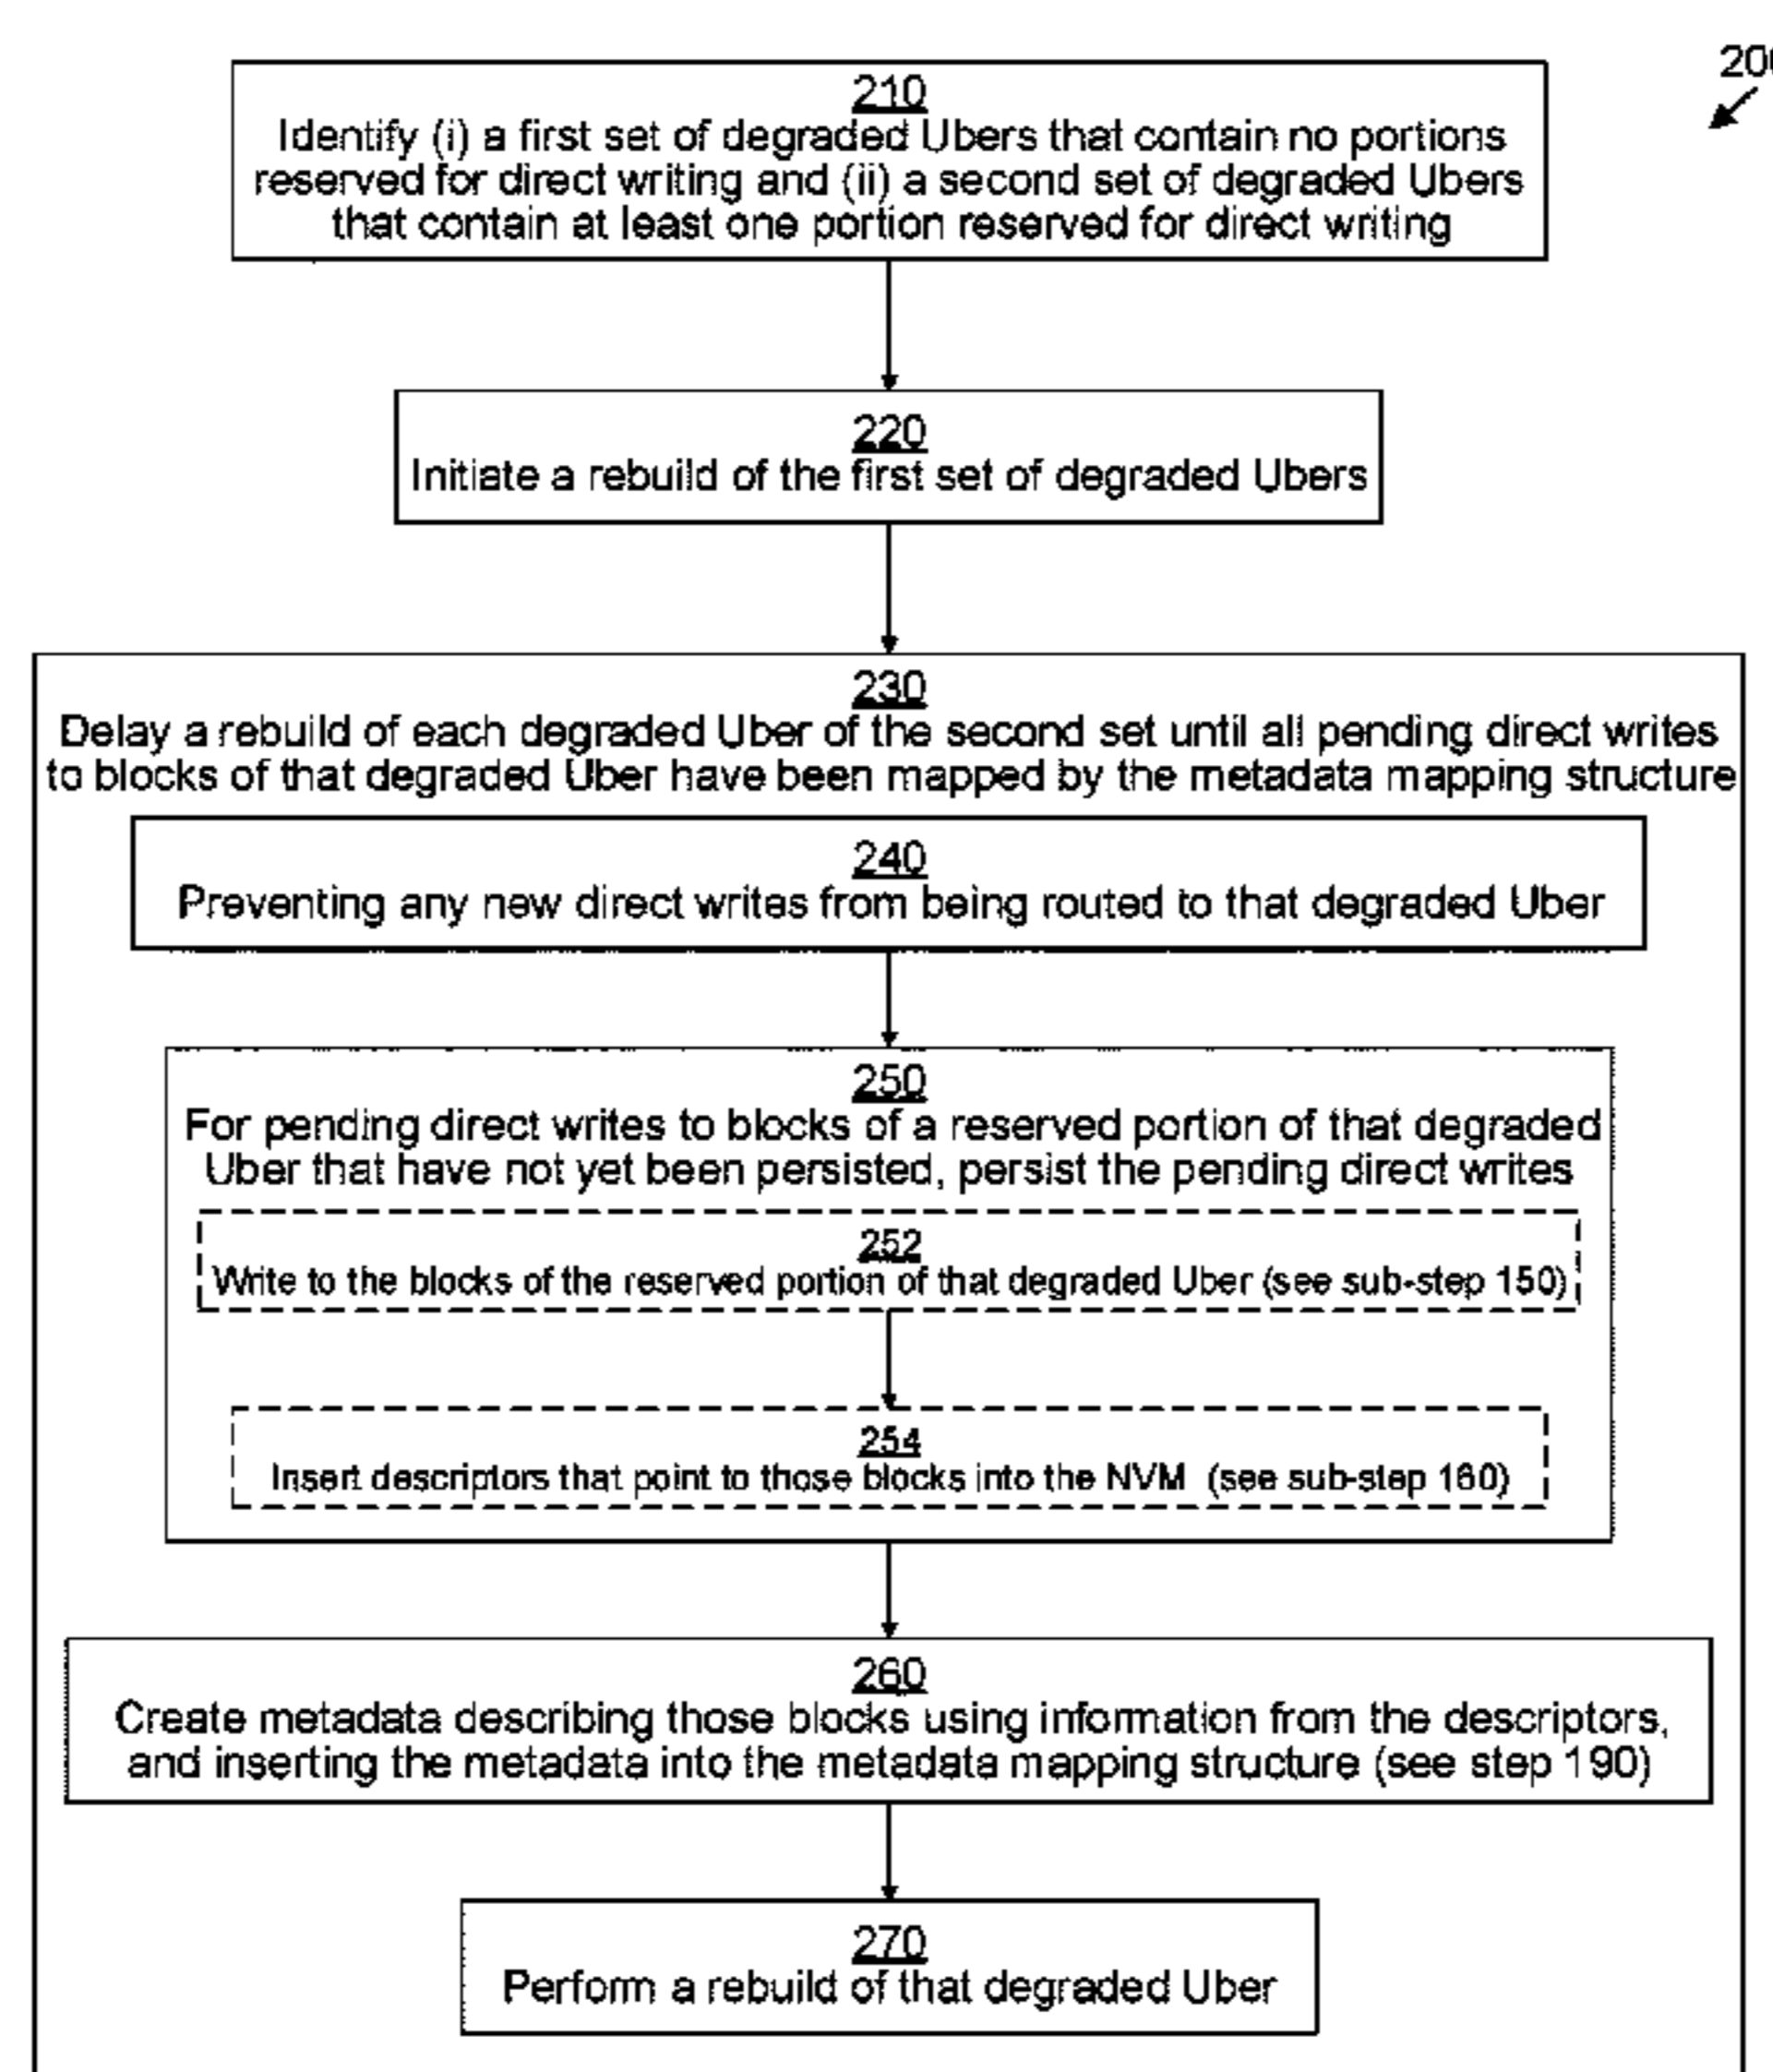 200
210
Identify (i) a first set of degraded Ubers that contain no portions
reserved for direct writing and (ii) a second set of degraded Ubers
that contain at least one portion reserved for direct writing
220
Initiate a rebuild of the first set of degraded Ubers
230
Delay a rebuild of each degraded Uber of the second set until all pending direct writes
to blocks of that degraded Uber have been mapped by the metadata mapping structure
240
Preventing any new direct writes from being routed to that degraded Uber
250
For pending direct writes to blocks of a reserved portion of that degraded
Uber that have not yet been persisted, persist the pending direct writes
252
Write to the blocks of the reserved portion of that degraded Uber (see sub-step 150)
254
Insert descriptors that point to those blocks into the NVM (see sub-step 160)
260
Create metadata describing those blocks using information from the descriptors,
and inserting the metadata into the metadata mapping structure (see step 190)
270
Perform a rebuild of that degraded Uber